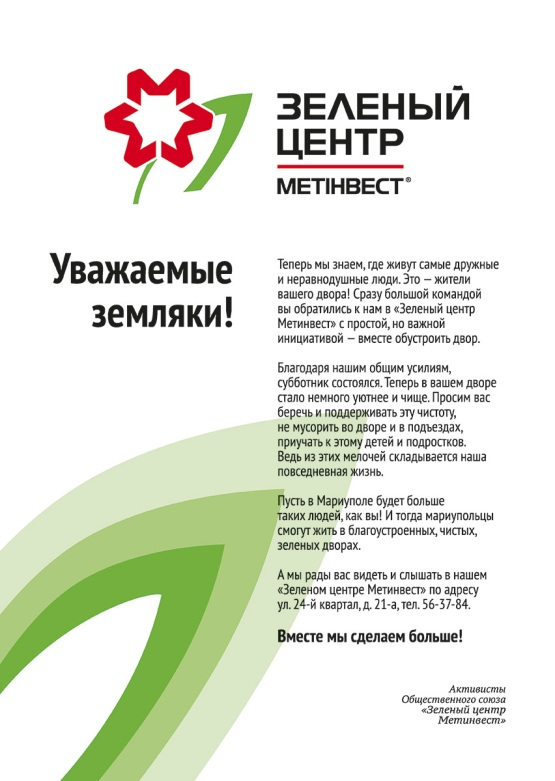 ЗЕЛЕНЫЙ
ЦЕНТР
МЕТІНВЕСТ®
Уважаемые
земляки!
Теперь мы знаем, где живут самые дружные
и неравнодушные люди. Это — жители
вашего двора! Сразу большой командой
вы обратились к нам в «Зеленый центр
Метинвест» с простой, но важной
инициативой — вместе обустроить двор.
Благодаря нашим общим усилиям,
субботник состоялся. Теперь в вашем дворе
стало немного уютнее и чище. Просим вас
беречь и поддерживать эту чистоту,
не мусорить во дворе и в подъездах,
приучать к этому детей и подростков.
Ведь из этих мелочей складывается наша
повседневная жизнь.
Пусть в Мариуполе будет больше
таких людей, как вы! И тогда мариупольцы
смогут жить в благоустроенных, чистых,
зеленых дворах.
А мы рады вас видеть и слышать в нашем
«Зеленом центре Метинвест» по адресу
ул. 24-й квартал, д. 21-а, тел. 56-37-84.
Вместе мы сделаем больше!
Активисты
Общественного союза
«Зеленый центр
Метинвест»